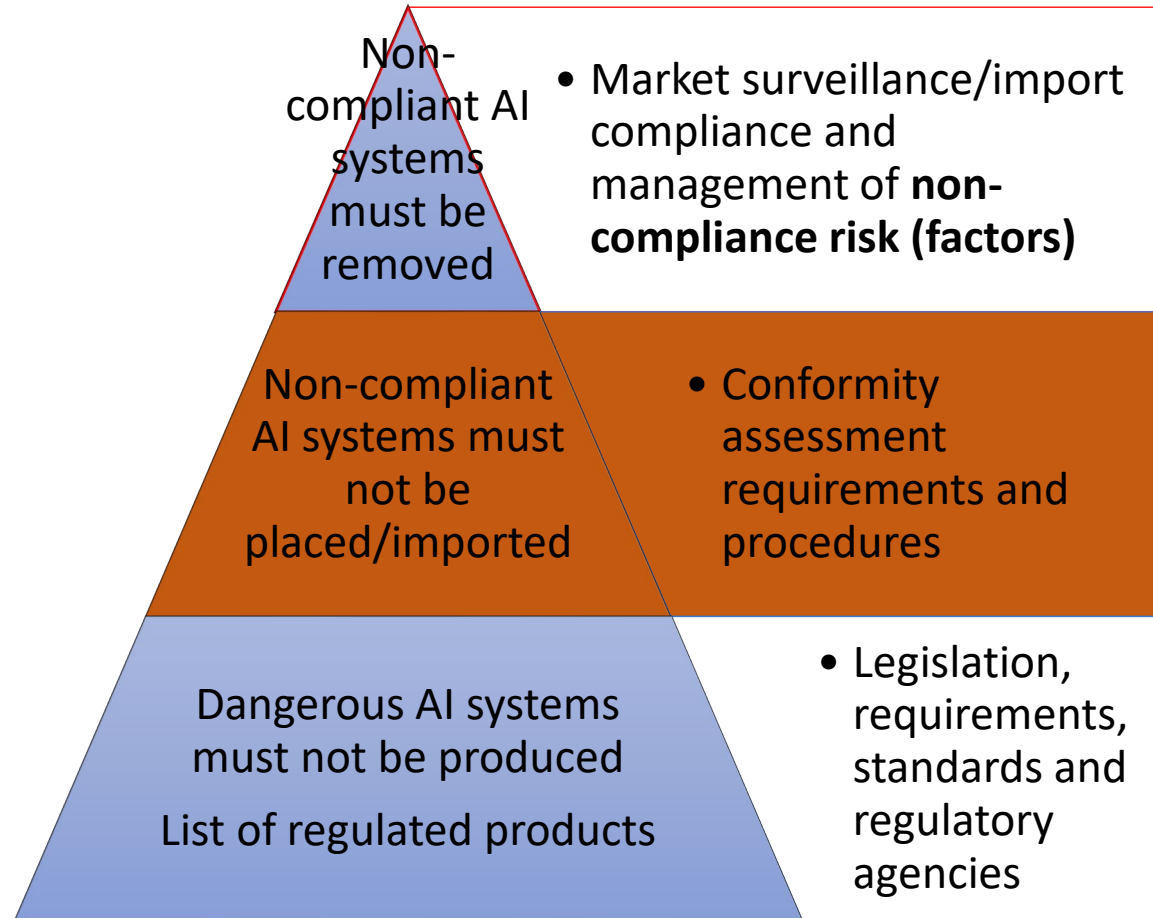 Non-
compliant AI
systems
must be
removed
• Market surveillance/import
compliance and
management of non-
compliance risk (factors)
Non-compliant
AI systems must
not be
placed/imported
• Conformity
assessment
requirements and
procedures
Dangerous AI systems
must not be produced
List of regulated products
• Legislation,
requirements,
standards and
regulatory
agencies